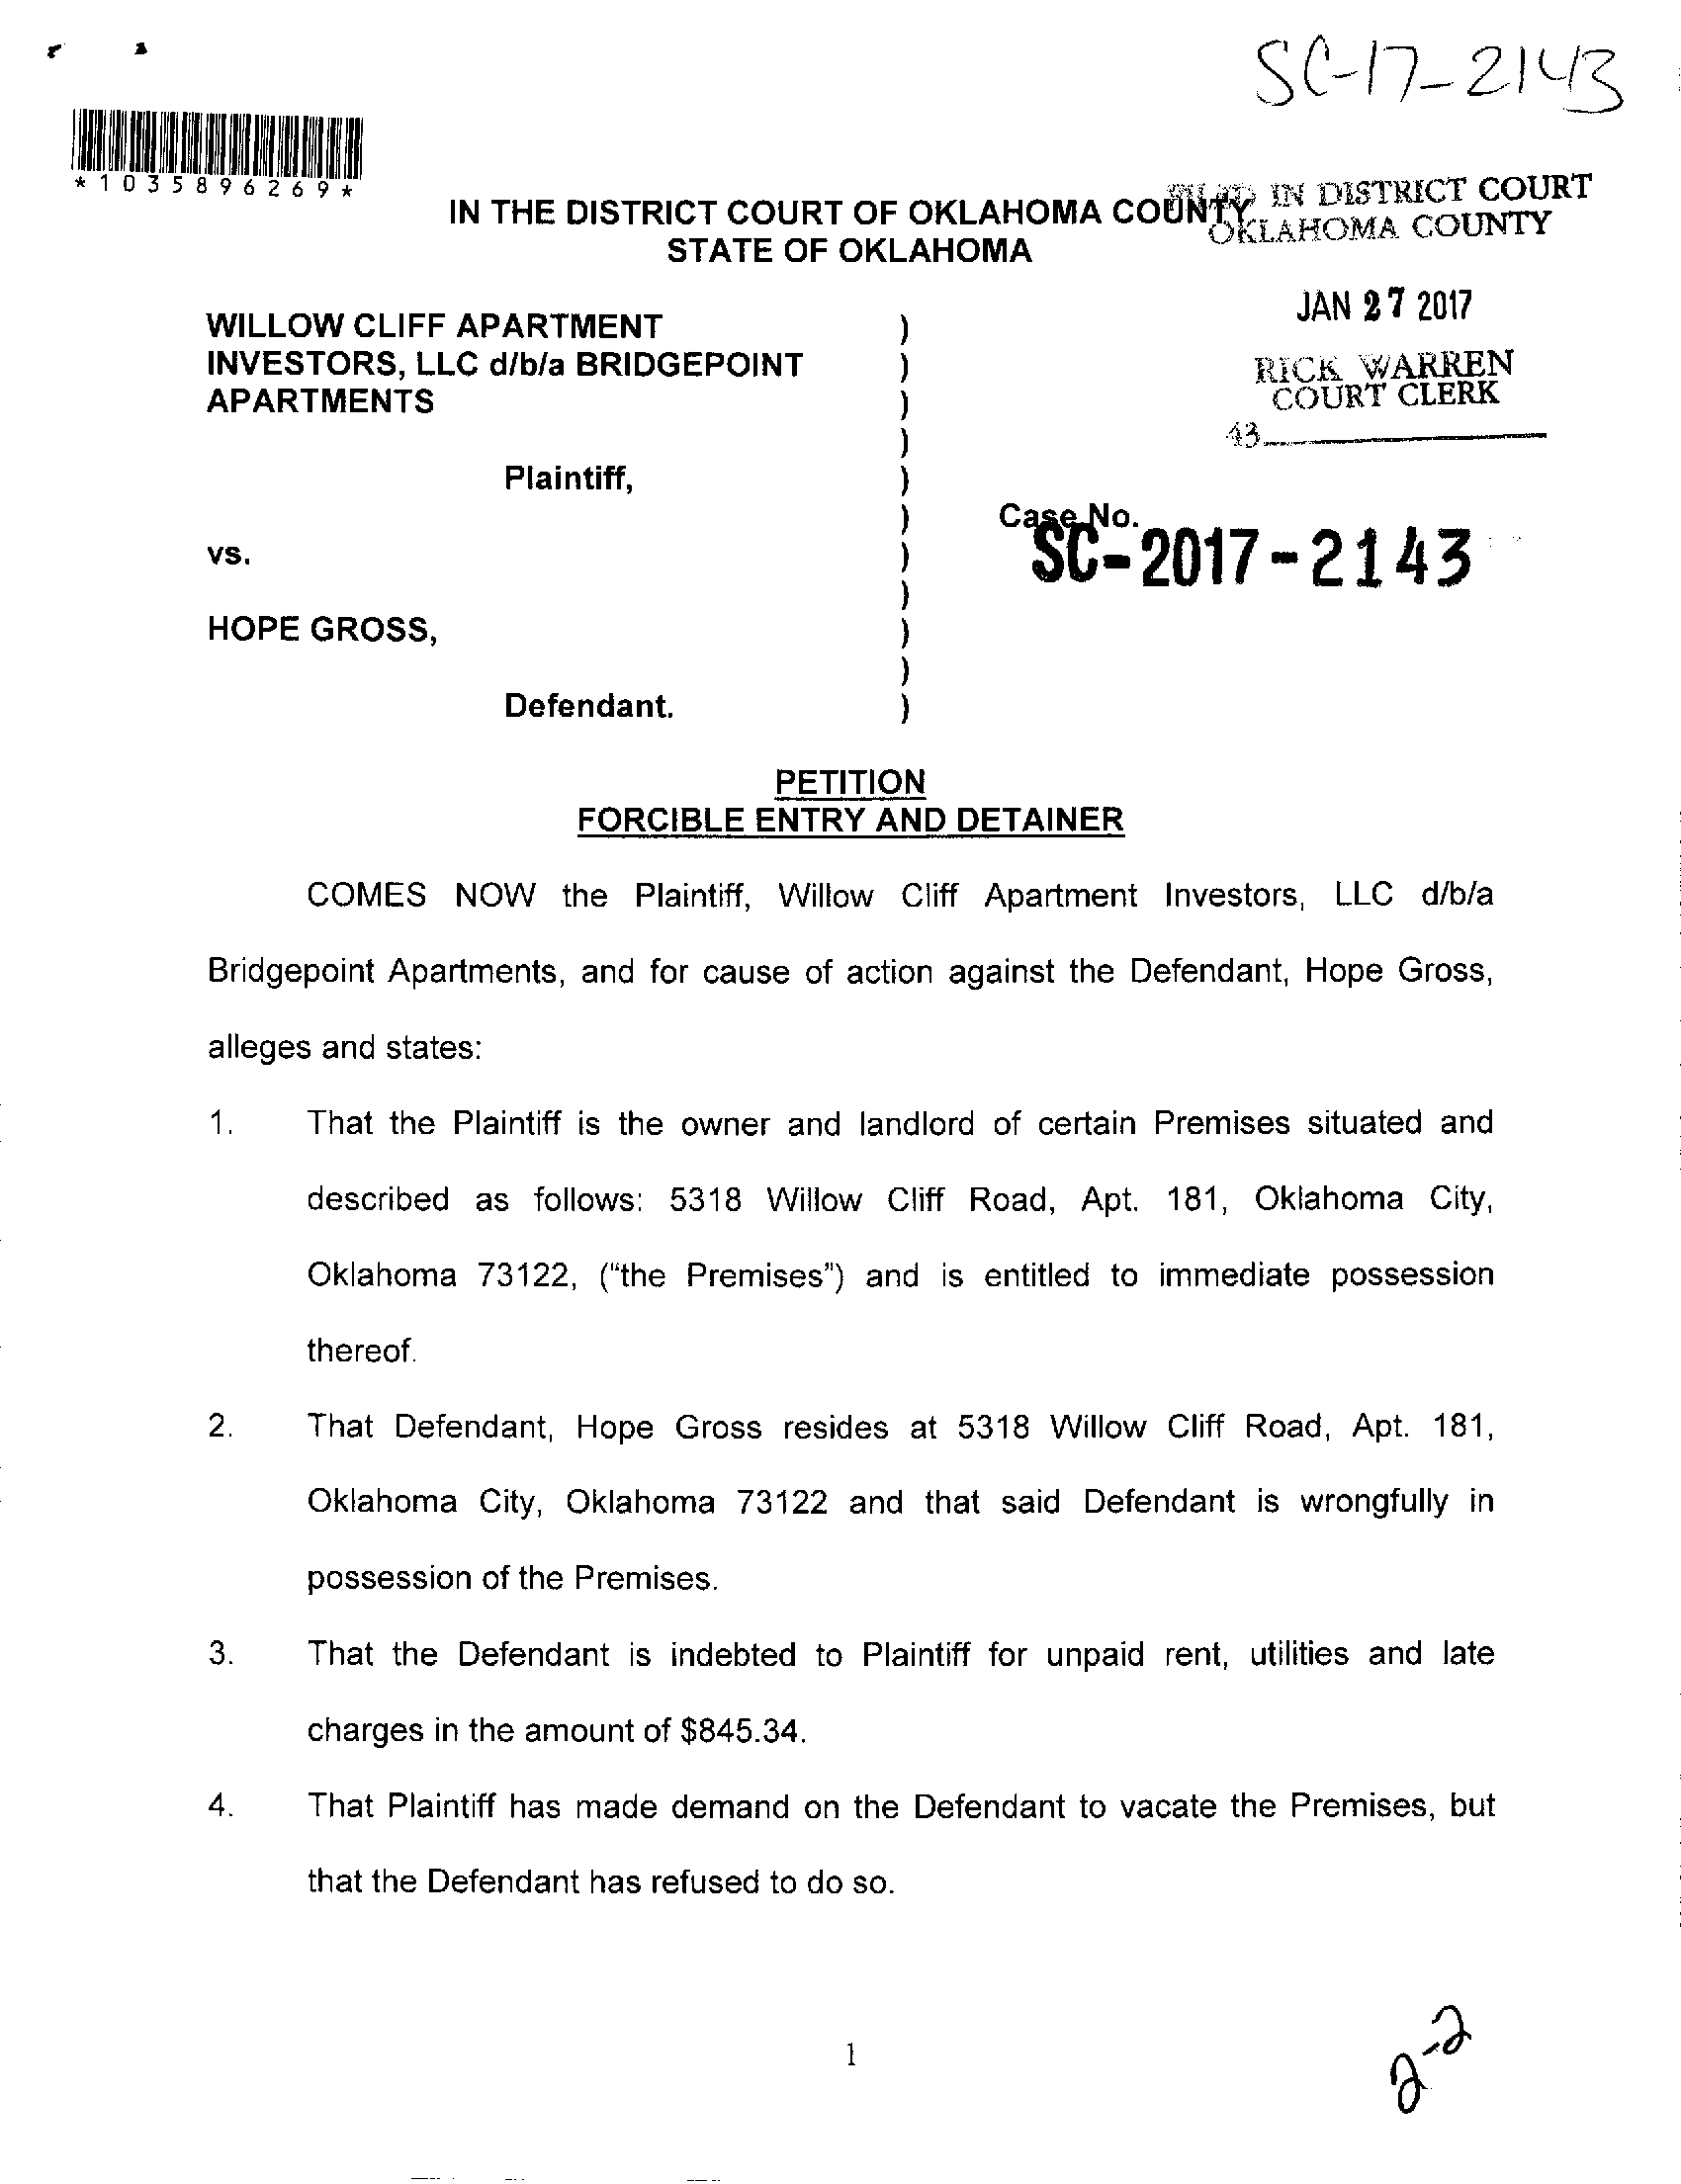 SC-17-2143
*1035896269*
FILED IN DISTRICT COURT
OKLAHOMA COUNTY
IN THE DISTRICT COURT OF OKLAHOMA COUNTY
STATE OF OKLAHOMA
JAN 27 2017
RICK WARREN
COURT CLERK
43
WILLOW CLIFF APARTMENT )
INVESTORS, LLC d/b/a BRIDGEPOINT )
APARTMENTS )
)
Plaintiff, )
) Case No.
SC-2017-2143
vs. )
)
HOPE GROSS, )
)
Defendant. )
PETITION
FORCIBLE ENTRY AND DETAINER
COMES NOW the Plaintiff, Willow Cliff Apartment Investors, LLC d/b/a
Bridgepoint Apartments, and for cause of action against the Defendant, Hope Gross,
alleges and states:
1. That the Plaintiff is the owner and landlord of certain Premises situated and
described as follows: 5318 Willow Cliff Road, Apt. 181, Oklahoma City,
Oklahoma 73122, ("the Premises") and is entitled to immediate possession
thereof.
2. That Defendant, Hope Gross resides at 5318 Willow Cliff Road, Apt. 181,
Oklahoma City, Oklahoma 73122 and that said Defendant is wrongfully in
possession of the Premises.
3. That the Defendant is indebted to Plaintiff for unpaid rent, utilities and late
charges in the amount of $845.34.
4. That Plaintiff has made demand on the Defendant to vacate the Premises, but
that the Defendant has refused to do so.
1
2-2